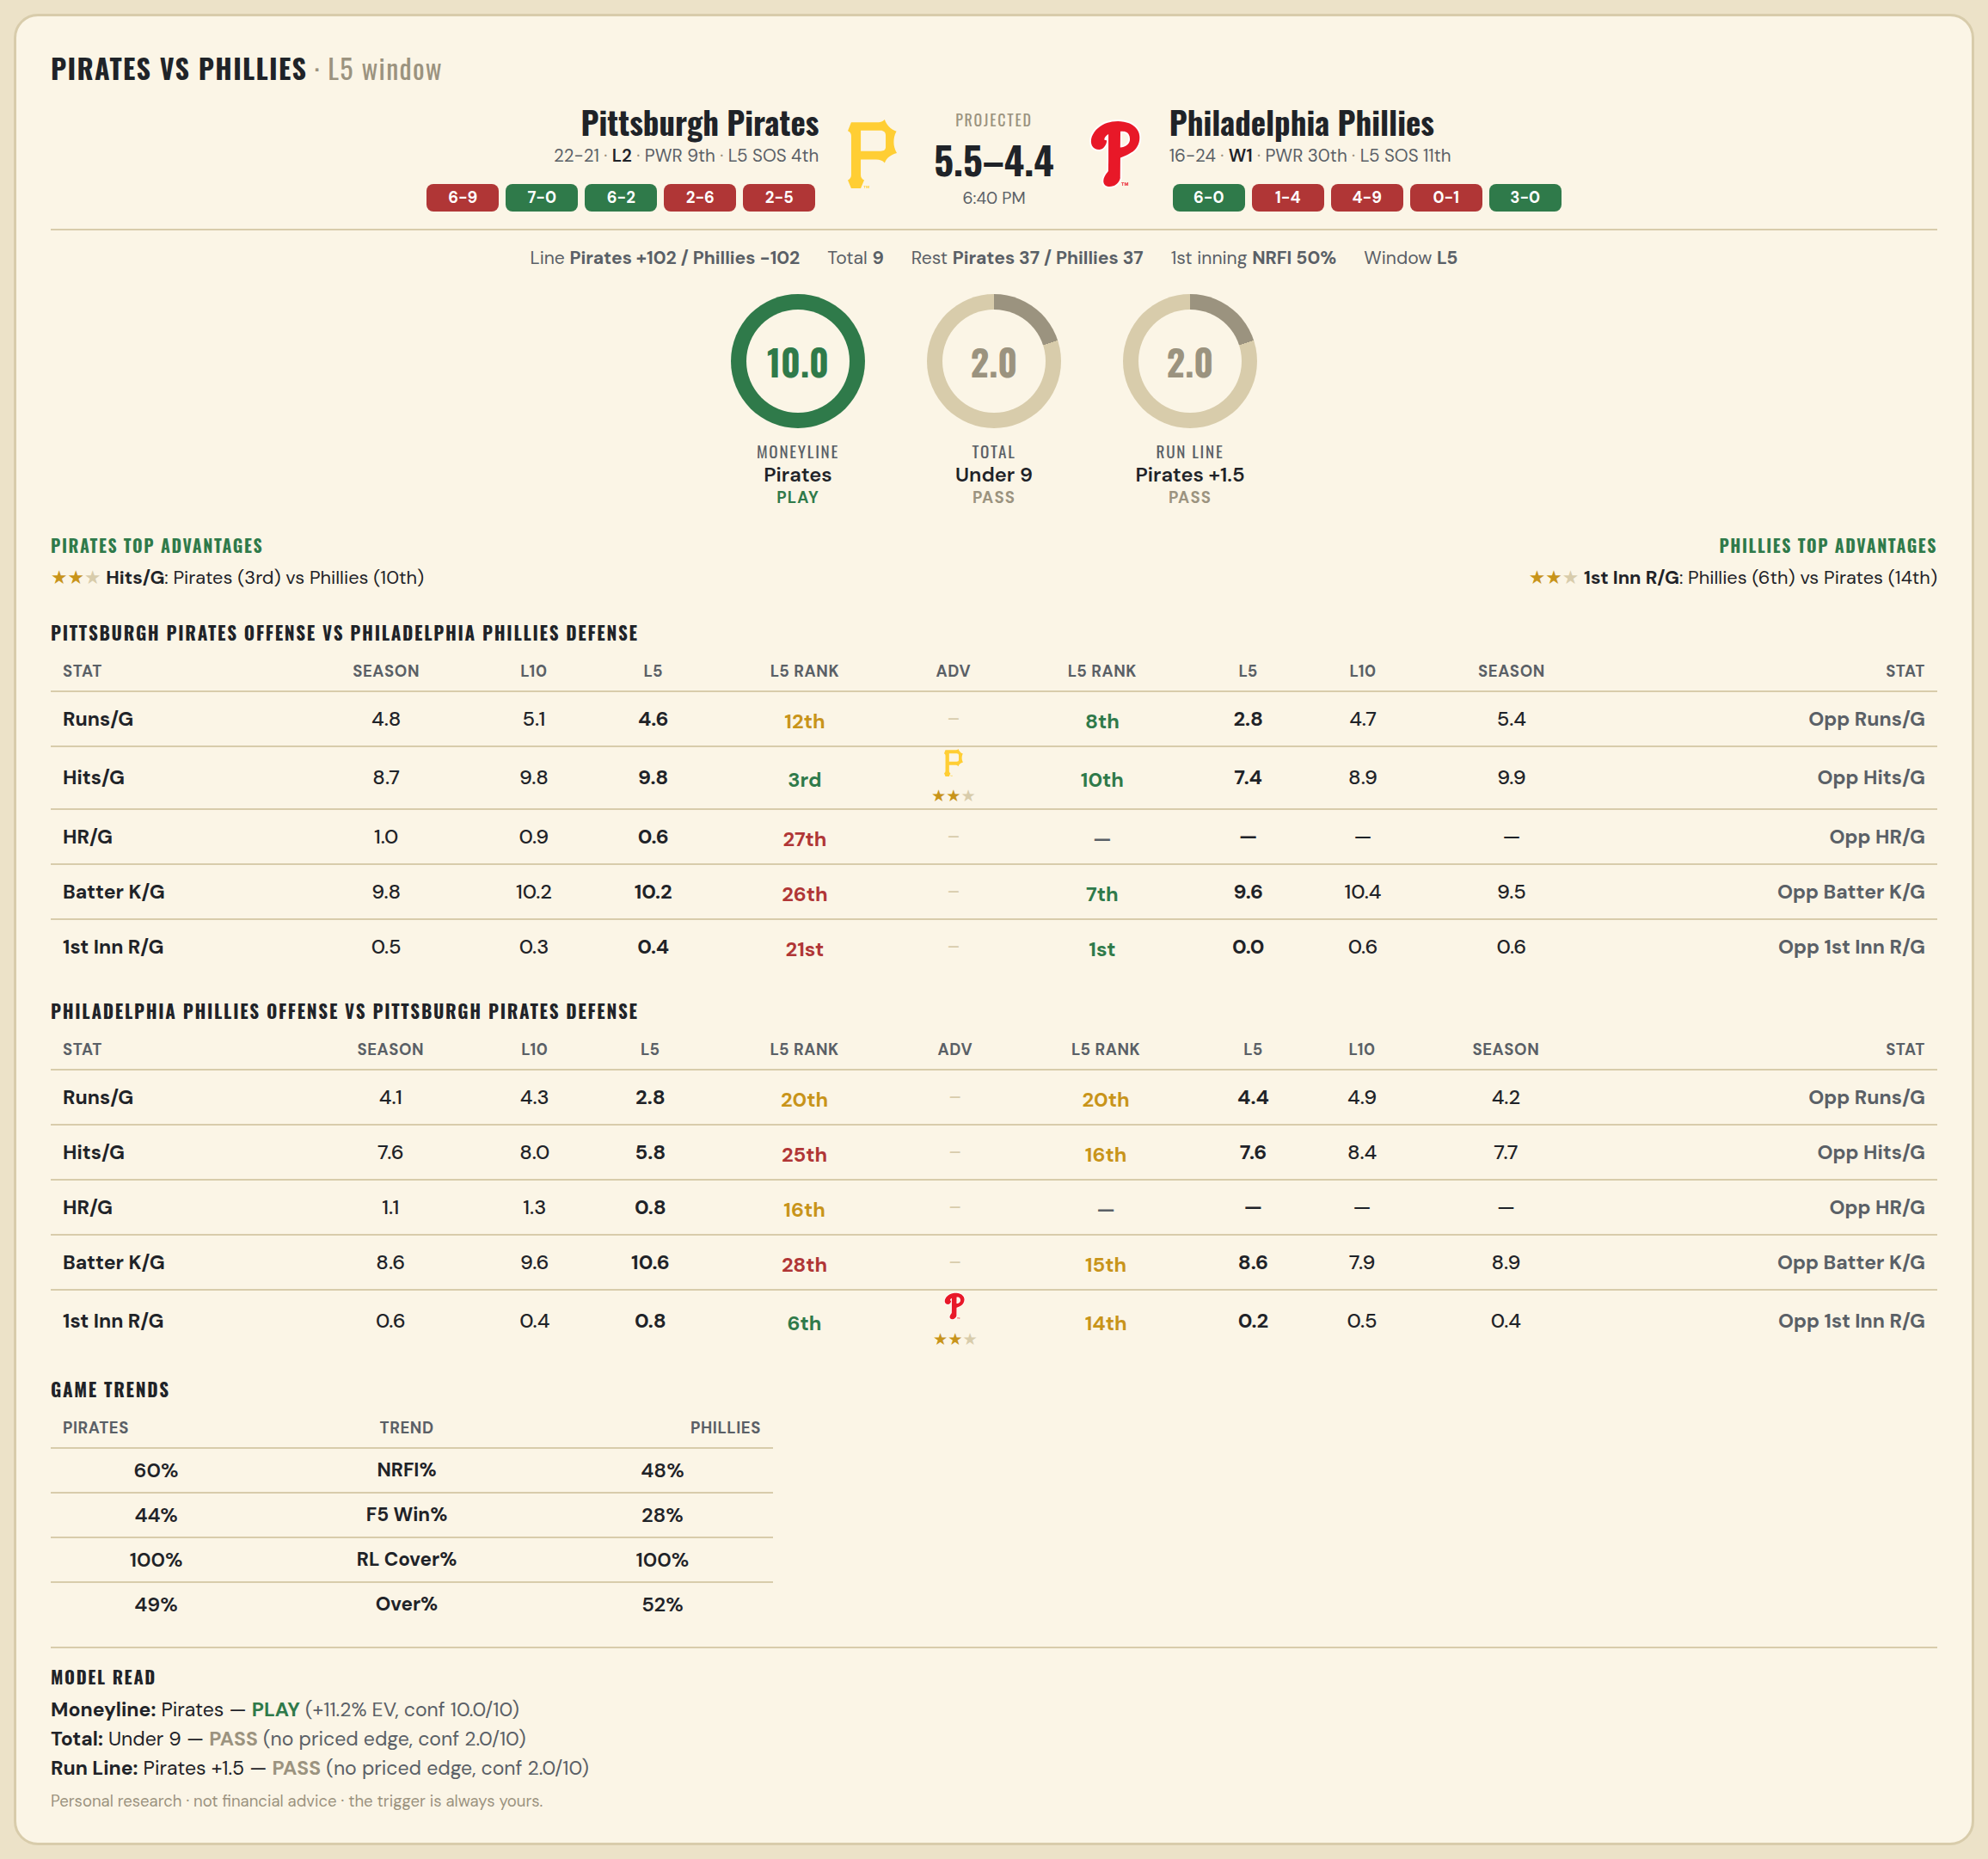 PIRATES VS PHILLIES · L5 window
Pittsburgh Pirates
22–21 · L2 · PWR 9th · L5 SOS 4th
6–9 7–0 6–2 2–6 2–5
P
PROJECTED
5.5–4.4
6:40 PM
P
Philadelphia Phillies
16–24 · W1 · PWR 30th · L5 SOS 11th
6–0 1–4 4–9 0–1 3–0
Line Pirates +102 / Phillies −102 Total 9 Rest Pirates 37 / Phillies 37 1st inning NRFI 50% Window L5
10.0 2.0 2.0
MONEYLINE TOTAL RUN LINE
Pirates Under 9 Pirates +1.5
PLAY PASS PASS
PIRATES TOP ADVANTAGES PHILLIES TOP ADVANTAGES
★★★ Hits/G: Pirates (3rd) vs Phillies (10th) ★★★ 1st Inn R/G: Phillies (6th) vs Pirates (14th)
PITTSBURGH PIRATES OFFENSE VS PHILADELPHIA PHILLIES DEFENSE
STAT SEASON L10 L5 L5 RANK ADV L5 RANK L5 L10 SEASON STAT
Runs/G 4.8 5.1 4.6 12th – 8th 2.8 4.7 5.4 Opp Runs/G
Hits/G 8.7 9.8 9.8 3rd P ★★★ 10th 7.4 8.9 9.9 Opp Hits/G
HR/G 1.0 0.9 0.6 27th – — — — — Opp HR/G
Batter K/G 9.8 10.2 10.2 26th – 7th 9.6 10.4 9.5 Opp Batter K/G
1st Inn R/G 0.5 0.3 0.4 21st – 1st 0.0 0.6 0.6 Opp 1st Inn R/G
PHILADELPHIA PHILLIES OFFENSE VS PITTSBURGH PIRATES DEFENSE
STAT SEASON L10 L5 L5 RANK ADV L5 RANK L5 L10 SEASON STAT
Runs/G 4.1 4.3 2.8 20th – 20th 4.4 4.9 4.2 Opp Runs/G
Hits/G 7.6 8.0 5.8 25th – 16th 7.6 8.4 7.7 Opp Hits/G
HR/G 1.1 1.3 0.8 16th – — — — — Opp HR/G
Batter K/G 8.6 9.6 10.6 28th – 15th 8.6 7.9 8.9 Opp Batter K/G
1st Inn R/G 0.6 0.4 0.8 6th P ★★★ 14th 0.2 0.5 0.4 Opp 1st Inn R/G
GAME TRENDS
PIRATES TREND PHILLIES
60% NRFI% 48%
44% F5 Win% 28%
100% RL Cover% 100%
49% Over% 52%
MODEL READ
Moneyline: Pirates — PLAY (+11.2% EV, conf 10.0/10)
Total: Under 9 — PASS (no priced edge, conf 2.0/10)
Run Line: Pirates +1.5 — PASS (no priced edge, conf 2.0/10)
Personal research · not financial advice · the trigger is always yours.